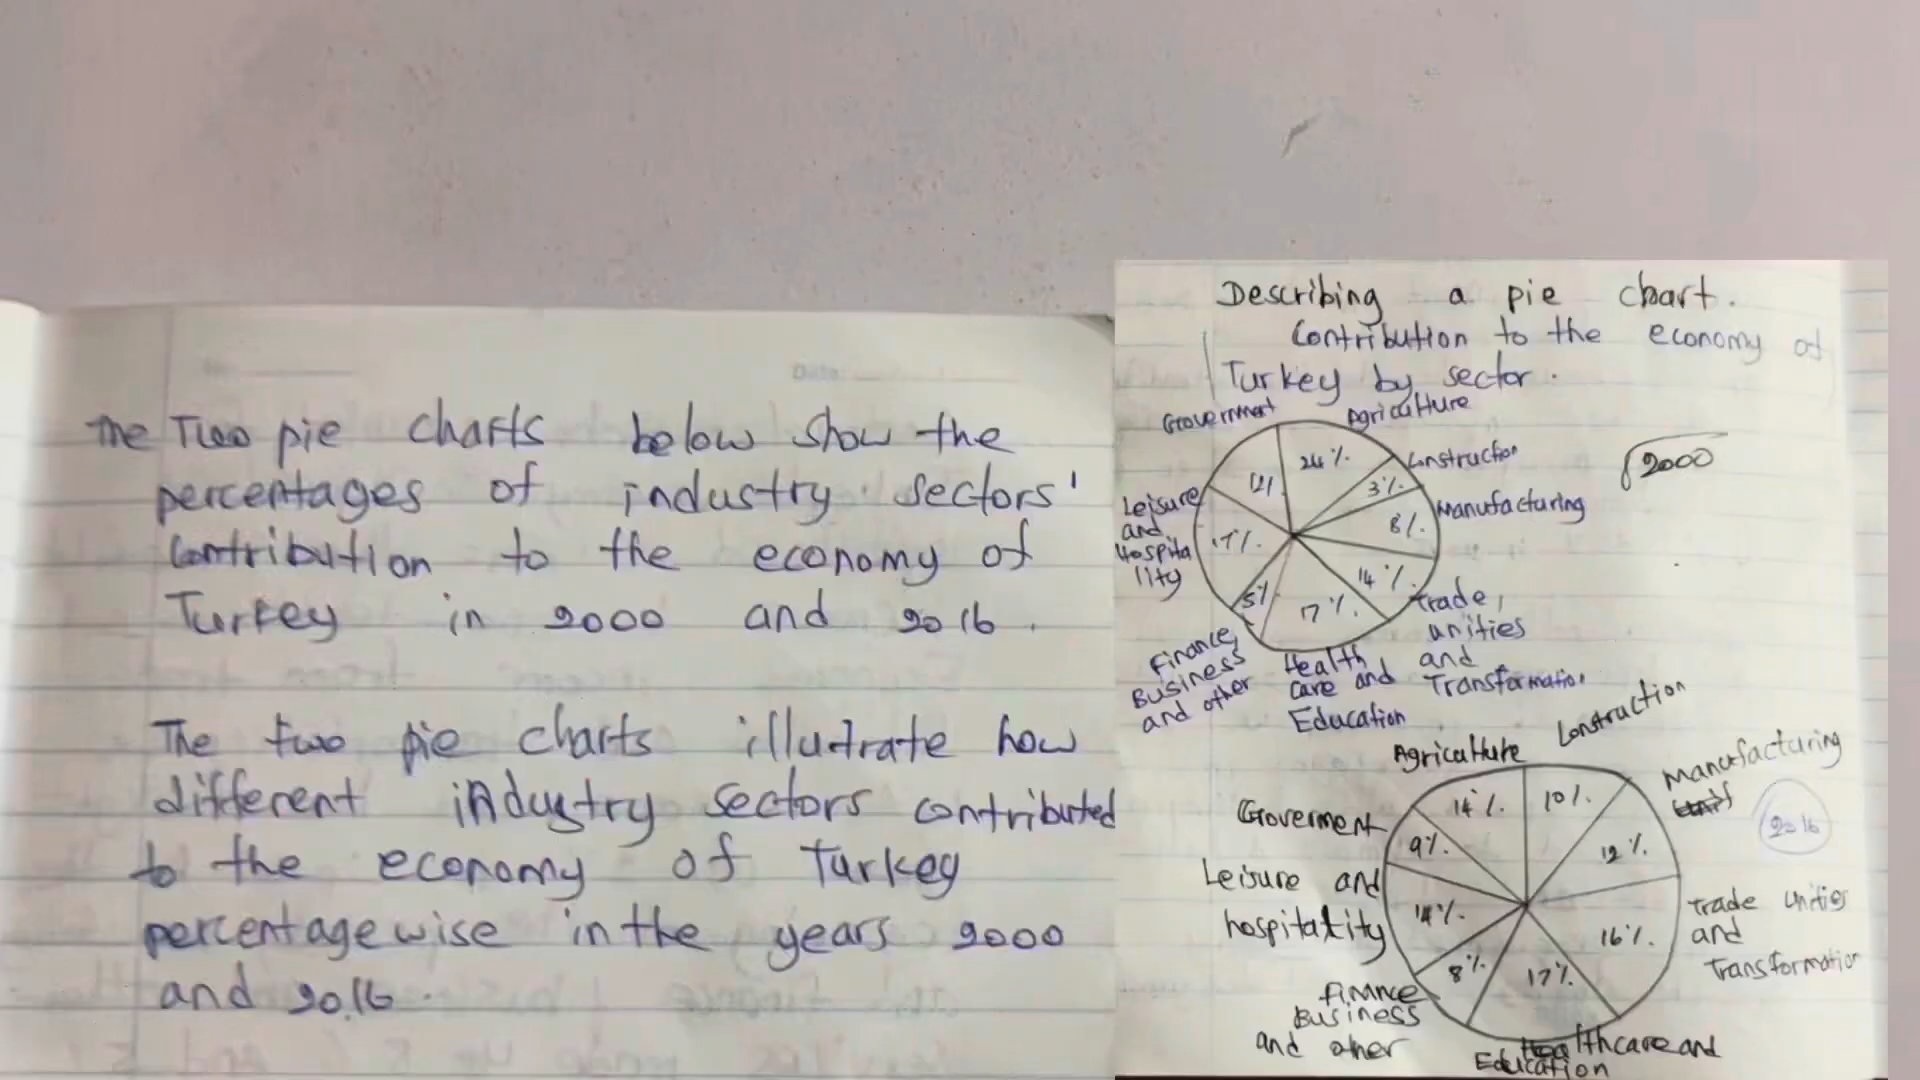 The Two pie charts below show the
percentages of industry sectors'
contribution to the economy of
Turkey in 2000 and 2016.
The two pie charts illustrate how
different industry sectors contributed
to the economy of Turkey
percentage wise in the years 2000
and 2016.
Describing a pie chart.
Contribution to the economy of
Turkey by sector.
Government
Agriculture
Construction
2000
24%
12%
3%
Leisure
and
Hospita
lity
Manufacturing
8%
17%
14%
5%
17%
Trade,
unities
and
Transformation
Finance,
Business
and other
Health
care and
Education
Construction
Agriculture
Manufacturing
14%
10%
2016
Goverment
9%
12%
Leisure and
hospitality
14%
Trade unities
and
Transformation
16%
8%
17%
Finance
Business
and other
Healthcare and
Education